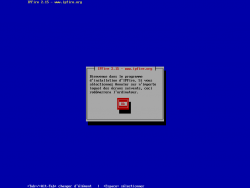 IPFire 2.15 - www.ipfire.org
IPFire 2.15 - www.ipfire.org
Bienvenue dans le programme
d'installation d'IPFire. Si vous
sélectionnez Annuler sur n'importe
lequel des écrans suivants, ceci
redémarrera l'ordinateur.
Ok
<Tab>/<Alt-Tab> changer d'élément | <Espace> sélectionner